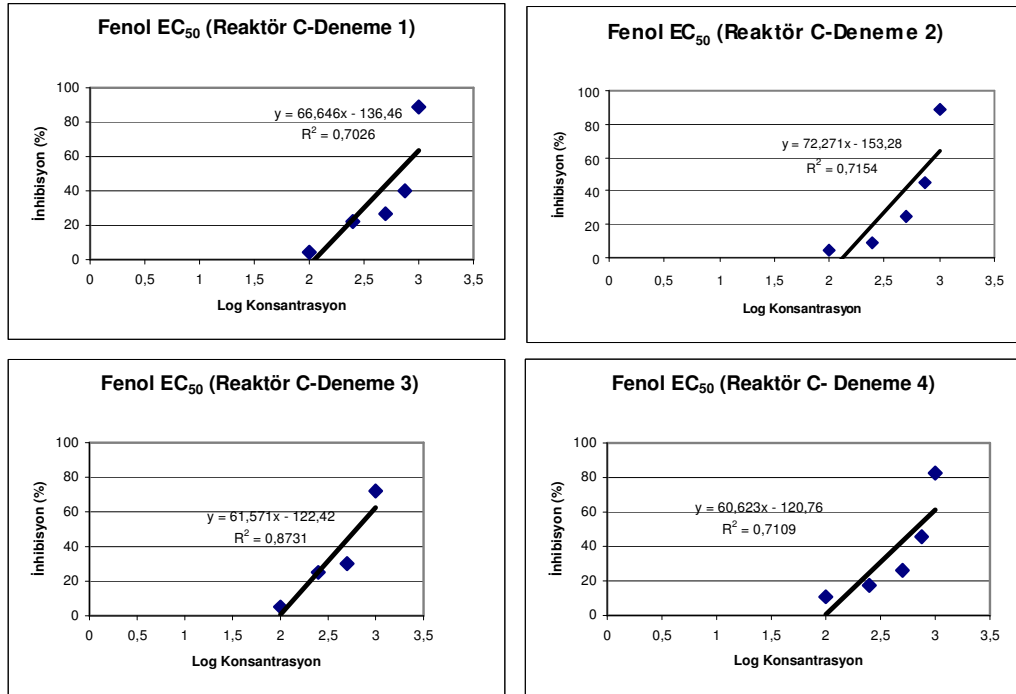 Fenol EC50 (Reaktör C-Deneme 1)
y = 66,646x - 136,46
R2 = 0,7026
0
20
40
60
80
100
0 0,5 1 1,5 2 2,5 3 3,5
Log Konsantrasyon
İnhibisyon (%)
Fenol EC50 (Reaktör C-Deneme 2)
y = 72,271x - 153,28
R2 = 0,7154
0
20
40
60
80
100
0 0,5 1 1,5 2 2,5 3 3,5
Log Konsantrasyon
İnhibisyon (%)
Fenol EC50 (Reaktör C-Deneme 3)
y = 61,571x - 122,42
R2 = 0,8731
0
20
40
60
80
100
0 0,5 1 1,5 2 2,5 3 3,5
Log Konsantrasyon
İnhibisyon (%)
Fenol EC50 (Reaktör C- Deneme 4)
y = 60,623x - 120,76
R2 = 0,7109
0
20
40
60
80
100
0 0,5 1 1,5 2 2,5 3 3,5
Log Konsantrasyon
İnhibisyon (%)